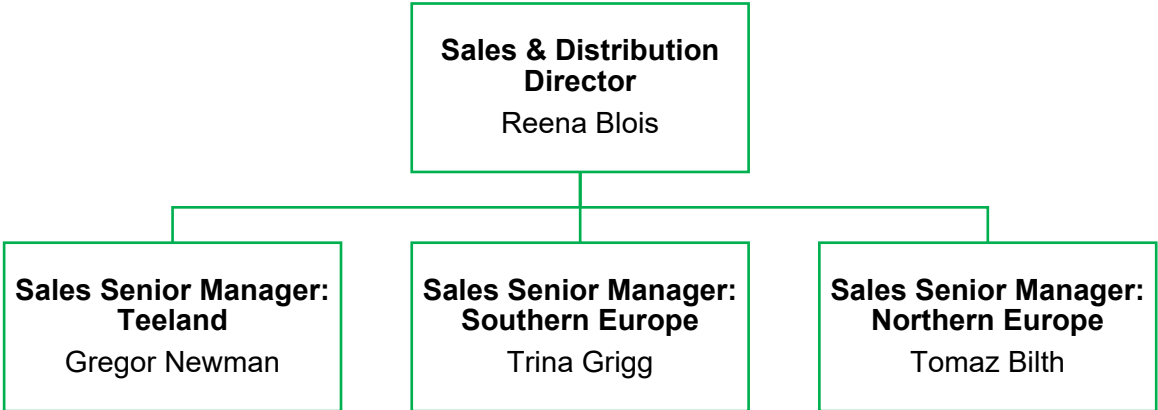 Sales & Distribution
Director
Reena Blois
Sales Senior Manager:
Teeland
Gregor Newman
Sales Senior Manager:
Southern Europe
Trina Grigg
Sales Senior Manager:
Northern Europe
Tomaz Bilth